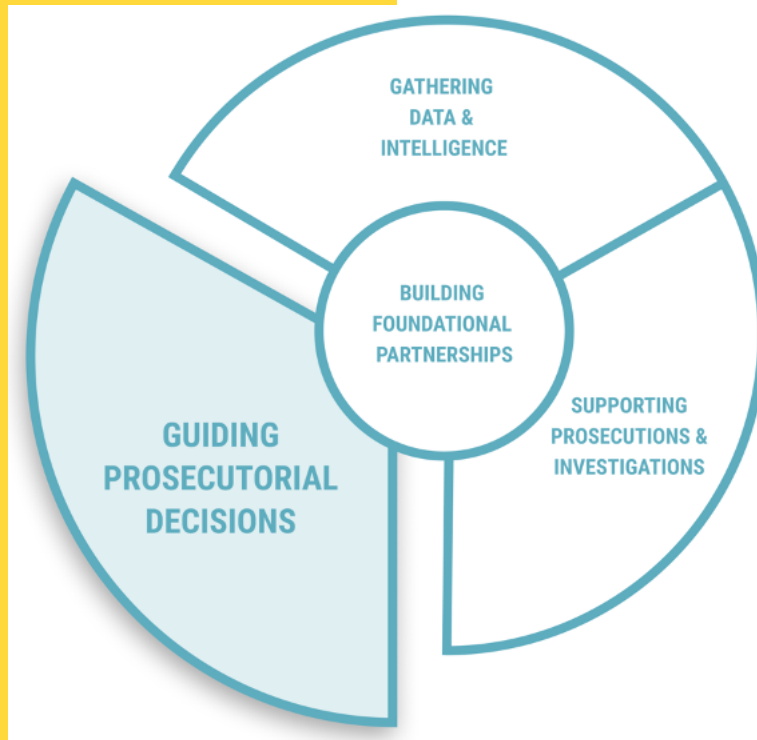 GATHERING
DATA &
INTELLIGENCE
BUILDING
FOUNDATIONAL
PARTNERSHIPS
SUPPORTING
PROSECUTIONS &
INVESTIGATIONS
GUIDING
PROSECUTORIAL
DECISIONS